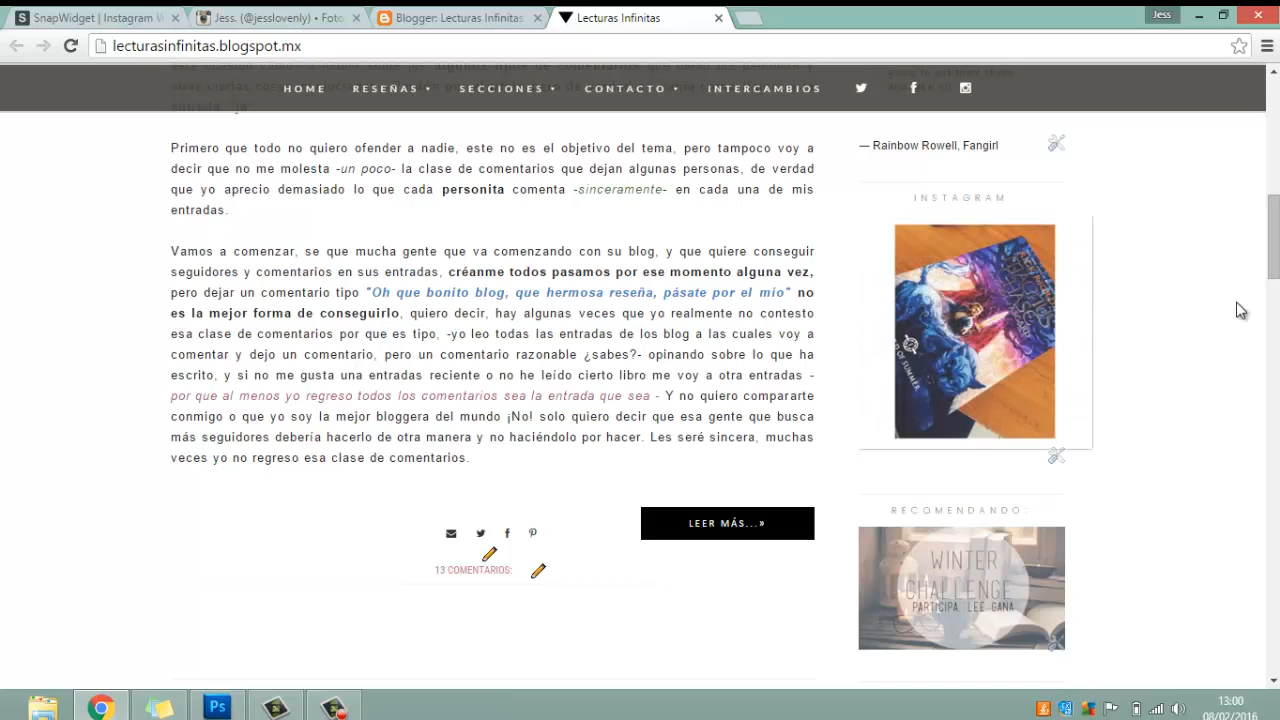 SnapWidget | Instagram W
Jess. (@jesslovenly) • Foto
Blogger: Lecturas Infinitas
Lecturas Infinitas
Jess
lecturasinfinitas.blogspot.mx
HOME RESEÑAS SECCIONES CONTACTO INTERCAMBIOS
entrada. ¨ja¨
Primero que todo no quiero ofender a nadie, este no es el objetivo del tema, pero tampoco voy a
decir que no me molesta -un poco- la clase de comentarios que dejan algunas personas, de verdad
que yo aprecio demasiado lo que cada personita comenta -sinceramente- en cada una de mis
entradas.
Vamos a comenzar, se que mucha gente que va comenzando con su blog, y que quiere conseguir
seguidores y comentarios en sus entradas, créanme todos pasamos por ese momento alguna vez,
pero dejar un comentario tipo "Oh que bonito blog, que hermosa reseña, pásate por el mio" no
es la mejor forma de conseguirlo, quiero decir, hay algunas veces que yo realmente no contesto
esa clase de comentarios por que es tipo, -yo leo todas las entradas de los blog a las cuales voy a
comentar y dejo un comentario, pero un comentario razonable ¿sabes?- opinando sobre lo que ha
escrito, y si no me gusta una entradas reciente o no he leído cierto libro me voy a otra entradas -
por que al menos yo regreso todos los comentarios sea la entrada que sea - Y no quiero compararte
conmigo o que yo soy la mejor bloggera del mundo ¡No! solo quiero decir que esa gente que busca
más seguidores debería hacerlo de otra manera y no haciéndolo por hacer. Les seré sincera, muchas
veces yo no regreso esa clase de comentarios.
LEER MÁS...»
13 COMENTARIOS:
— Rainbow Rowell, Fangirl
INSTAGRAM
OF SUMMER
RECOMENDANDO:
WINTER
CHALLENGE
PARTICIPA. LEE. GANA
Ps
13:00
08/02/2016